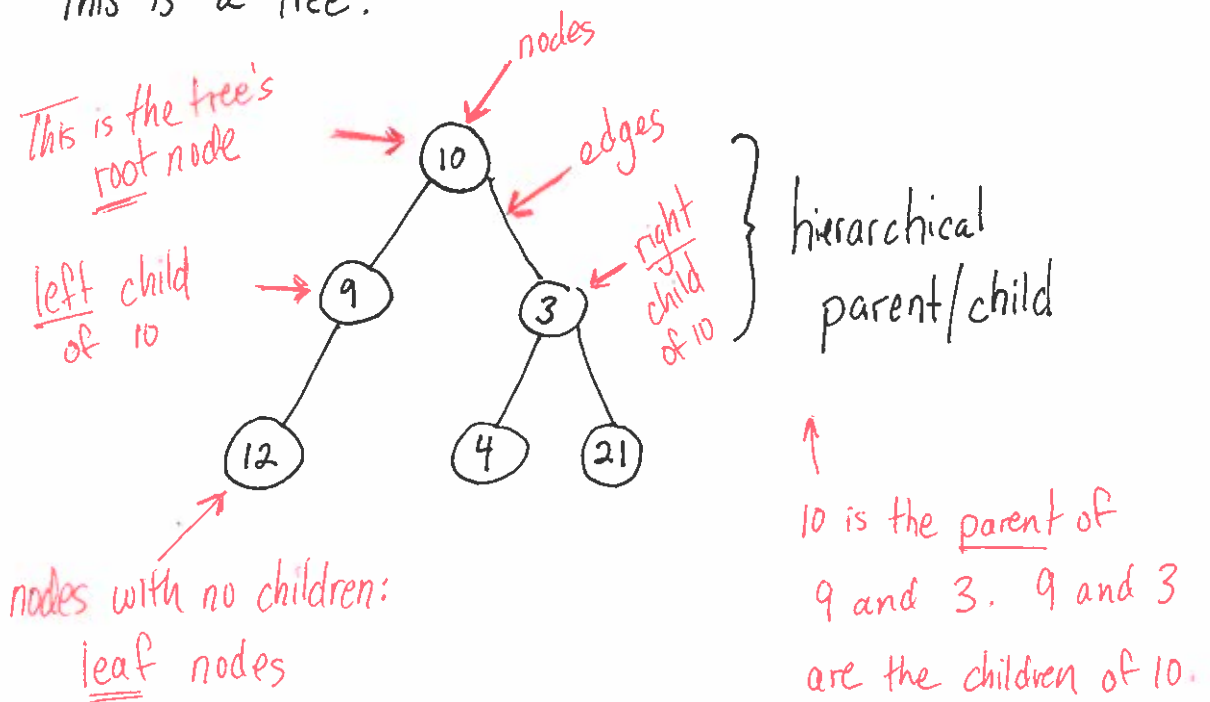 This is a tree:
nodes
This is the tree's
root node
10
edges
left child
of 10
9
3
right
child
of 10
hierarchical
parent/child
12
4
21
nodes with no children:
leaf nodes
10 is the parent of
9 and 3. 9 and 3
are the children of 10.